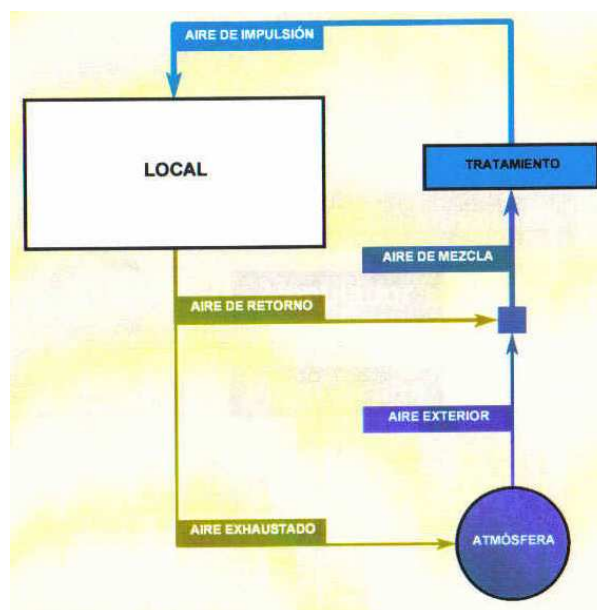 AIRE DE IMPULSIÓN
LOCAL
TRATAMIENTO
AIRE DE MEZCLA
AIRE DE RETORNO
AIRE EXTERIOR
AIRE EXHAUSTADO
ATMÓSFERA